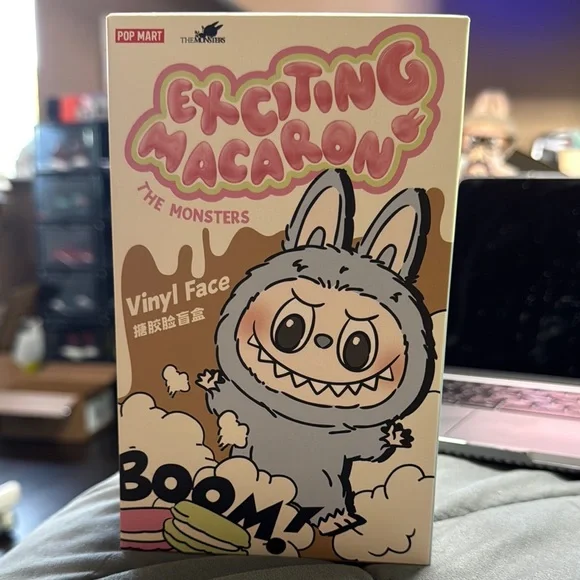 POP MART
THE MONSTERS
EXCITING
MACARON
THE MONSTERS
Vinyl Face
搪胶脸盲盒
BOOM!